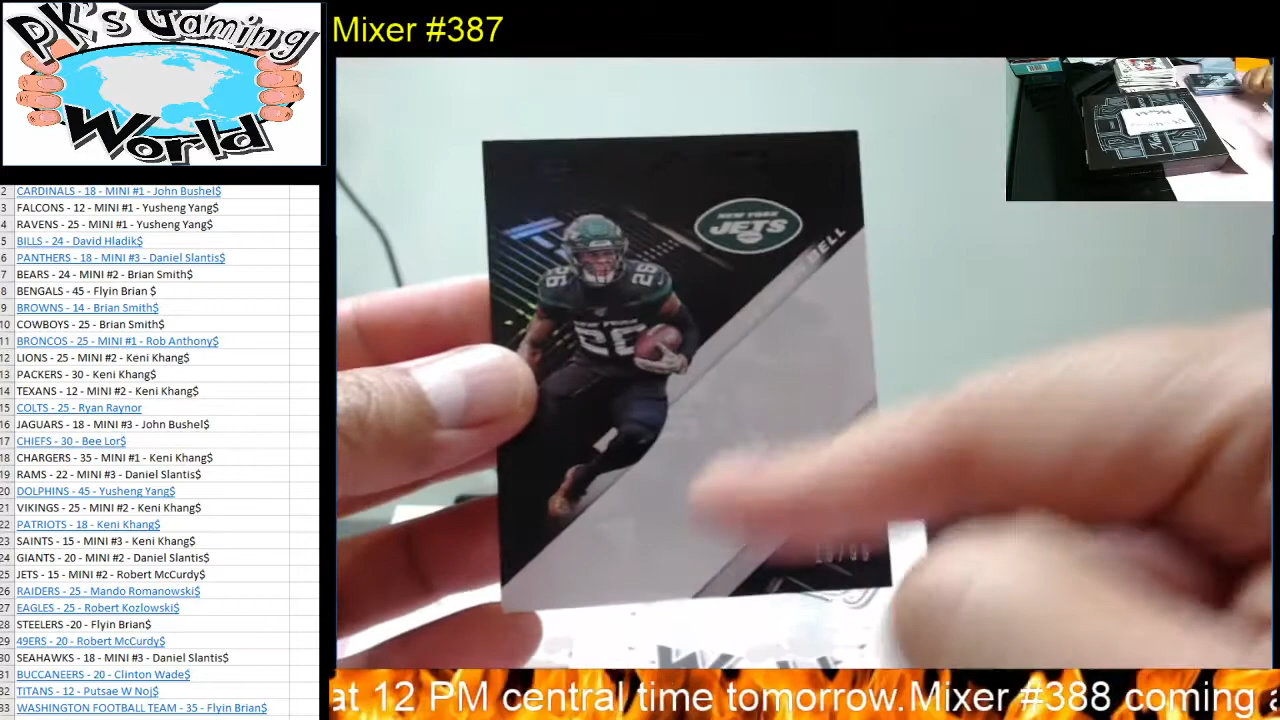 PK's Gaming
World
Mixer #387
2 CARDINALS - 18 - MINI #1 - John Bushel$
3 FALCONS - 12 - MINI #1 - Yusheng Yang$
4 RAVENS - 25 - MINI #1 - Yusheng Yang$
5 BILLS - 24 - David Hladik$
6 PANTHERS - 18 - MINI #3 - Daniel Slantis$
7 BEARS - 24 - MINI #2 - Brian Smith$
8 BENGALS - 45 - Flyin Brian $
9 BROWNS - 14 - Brian Smith$
10 COWBOYS - 25 - Brian Smith$
11 BRONCOS - 25 - MINI #1 - Rob Anthony$
12 LIONS - 25 - MINI #2 - Keni Khang$
13 PACKERS - 30 - Keni Khang$
14 TEXANS - 12 - MINI #2 - Keni Khang$
15 COLTS - 25 - Ryan Raynor
16 JAGUARS - 18 - MINI #3 - John Bushel$
17 CHIEFS - 30 - Bee Lor$
18 CHARGERS - 35 - MINI #1 - Keni Khang$
19 RAMS - 22 - MINI #3 - Daniel Slantis$
20 DOLPHINS - 45 - Yusheng Yang$
21 VIKINGS - 25 - MINI #2 - Keni Khang$
22 PATRIOTS - 18 - Keni Khang$
23 SAINTS - 15 - MINI #3 - Keni Khang$
24 GIANTS - 20 - MINI #2 - Daniel Slantis$
25 JETS - 15 - MINI #2 - Robert McCurdy$
26 RAIDERS - 25 - Mando Romanowski$
27 EAGLES - 25 - Robert Kozlowski$
28 STEELERS -20 - Flyin Brian$
29 49ERS - 20 - Robert McCurdy$
30 SEAHAWKS - 18 - MINI #3 - Daniel Slantis$
31 BUCCANEERS - 20 - Clinton Wade$
32 TITANS - 12 - Putsae W Noj$
33 WASHINGTON FOOTBALL TEAM - 35 - Flyin Brian$
NEW YORK
JETS
BELL
26
28
NEW YORK
26
at 12 PM central time tomorrow.Mixer #388 coming a